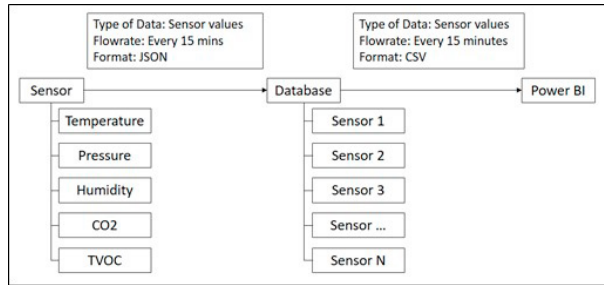 Type of Data: Sensor values
Flowrate: Every 15 mins
Format: JSON
Type of Data: Sensor values
Flowrate: Every 15 minutes
Format: CSV
Sensor
Database
Power BI
Temperature
Pressure
Humidity
CO2
TVOC
Sensor 1
Sensor 2
Sensor 3
Sensor ...
Sensor N